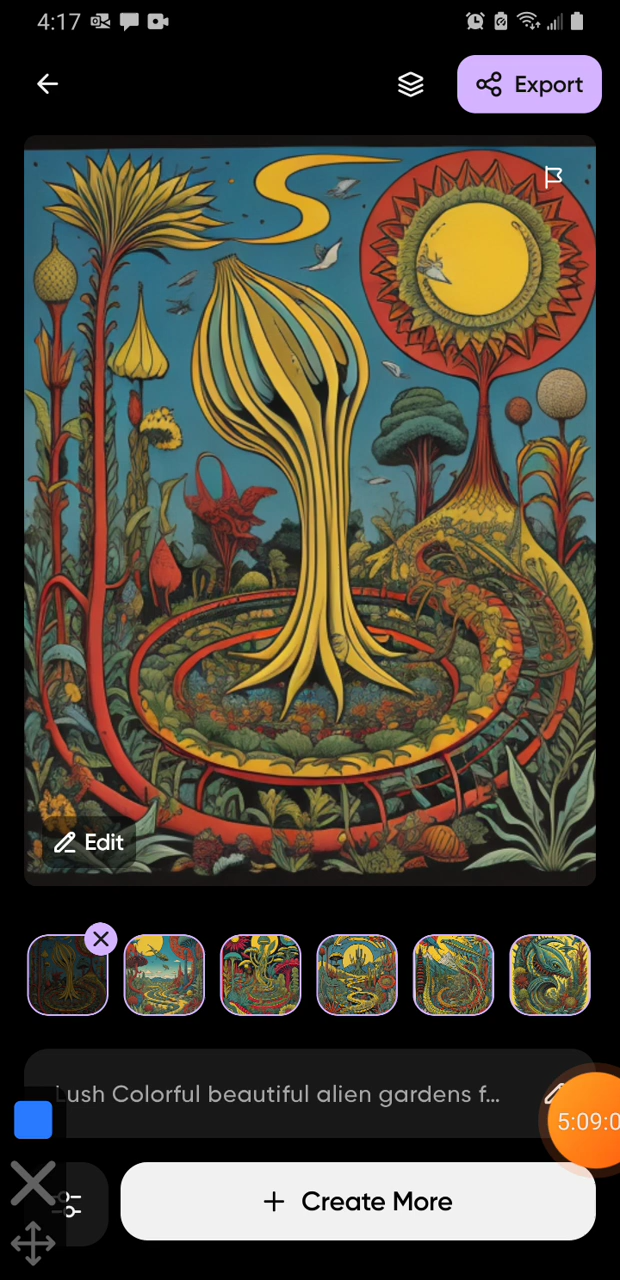 4:17
Export
Edit
Lush Colorful beautiful alien gardens f...
5:09:0
+ Create More